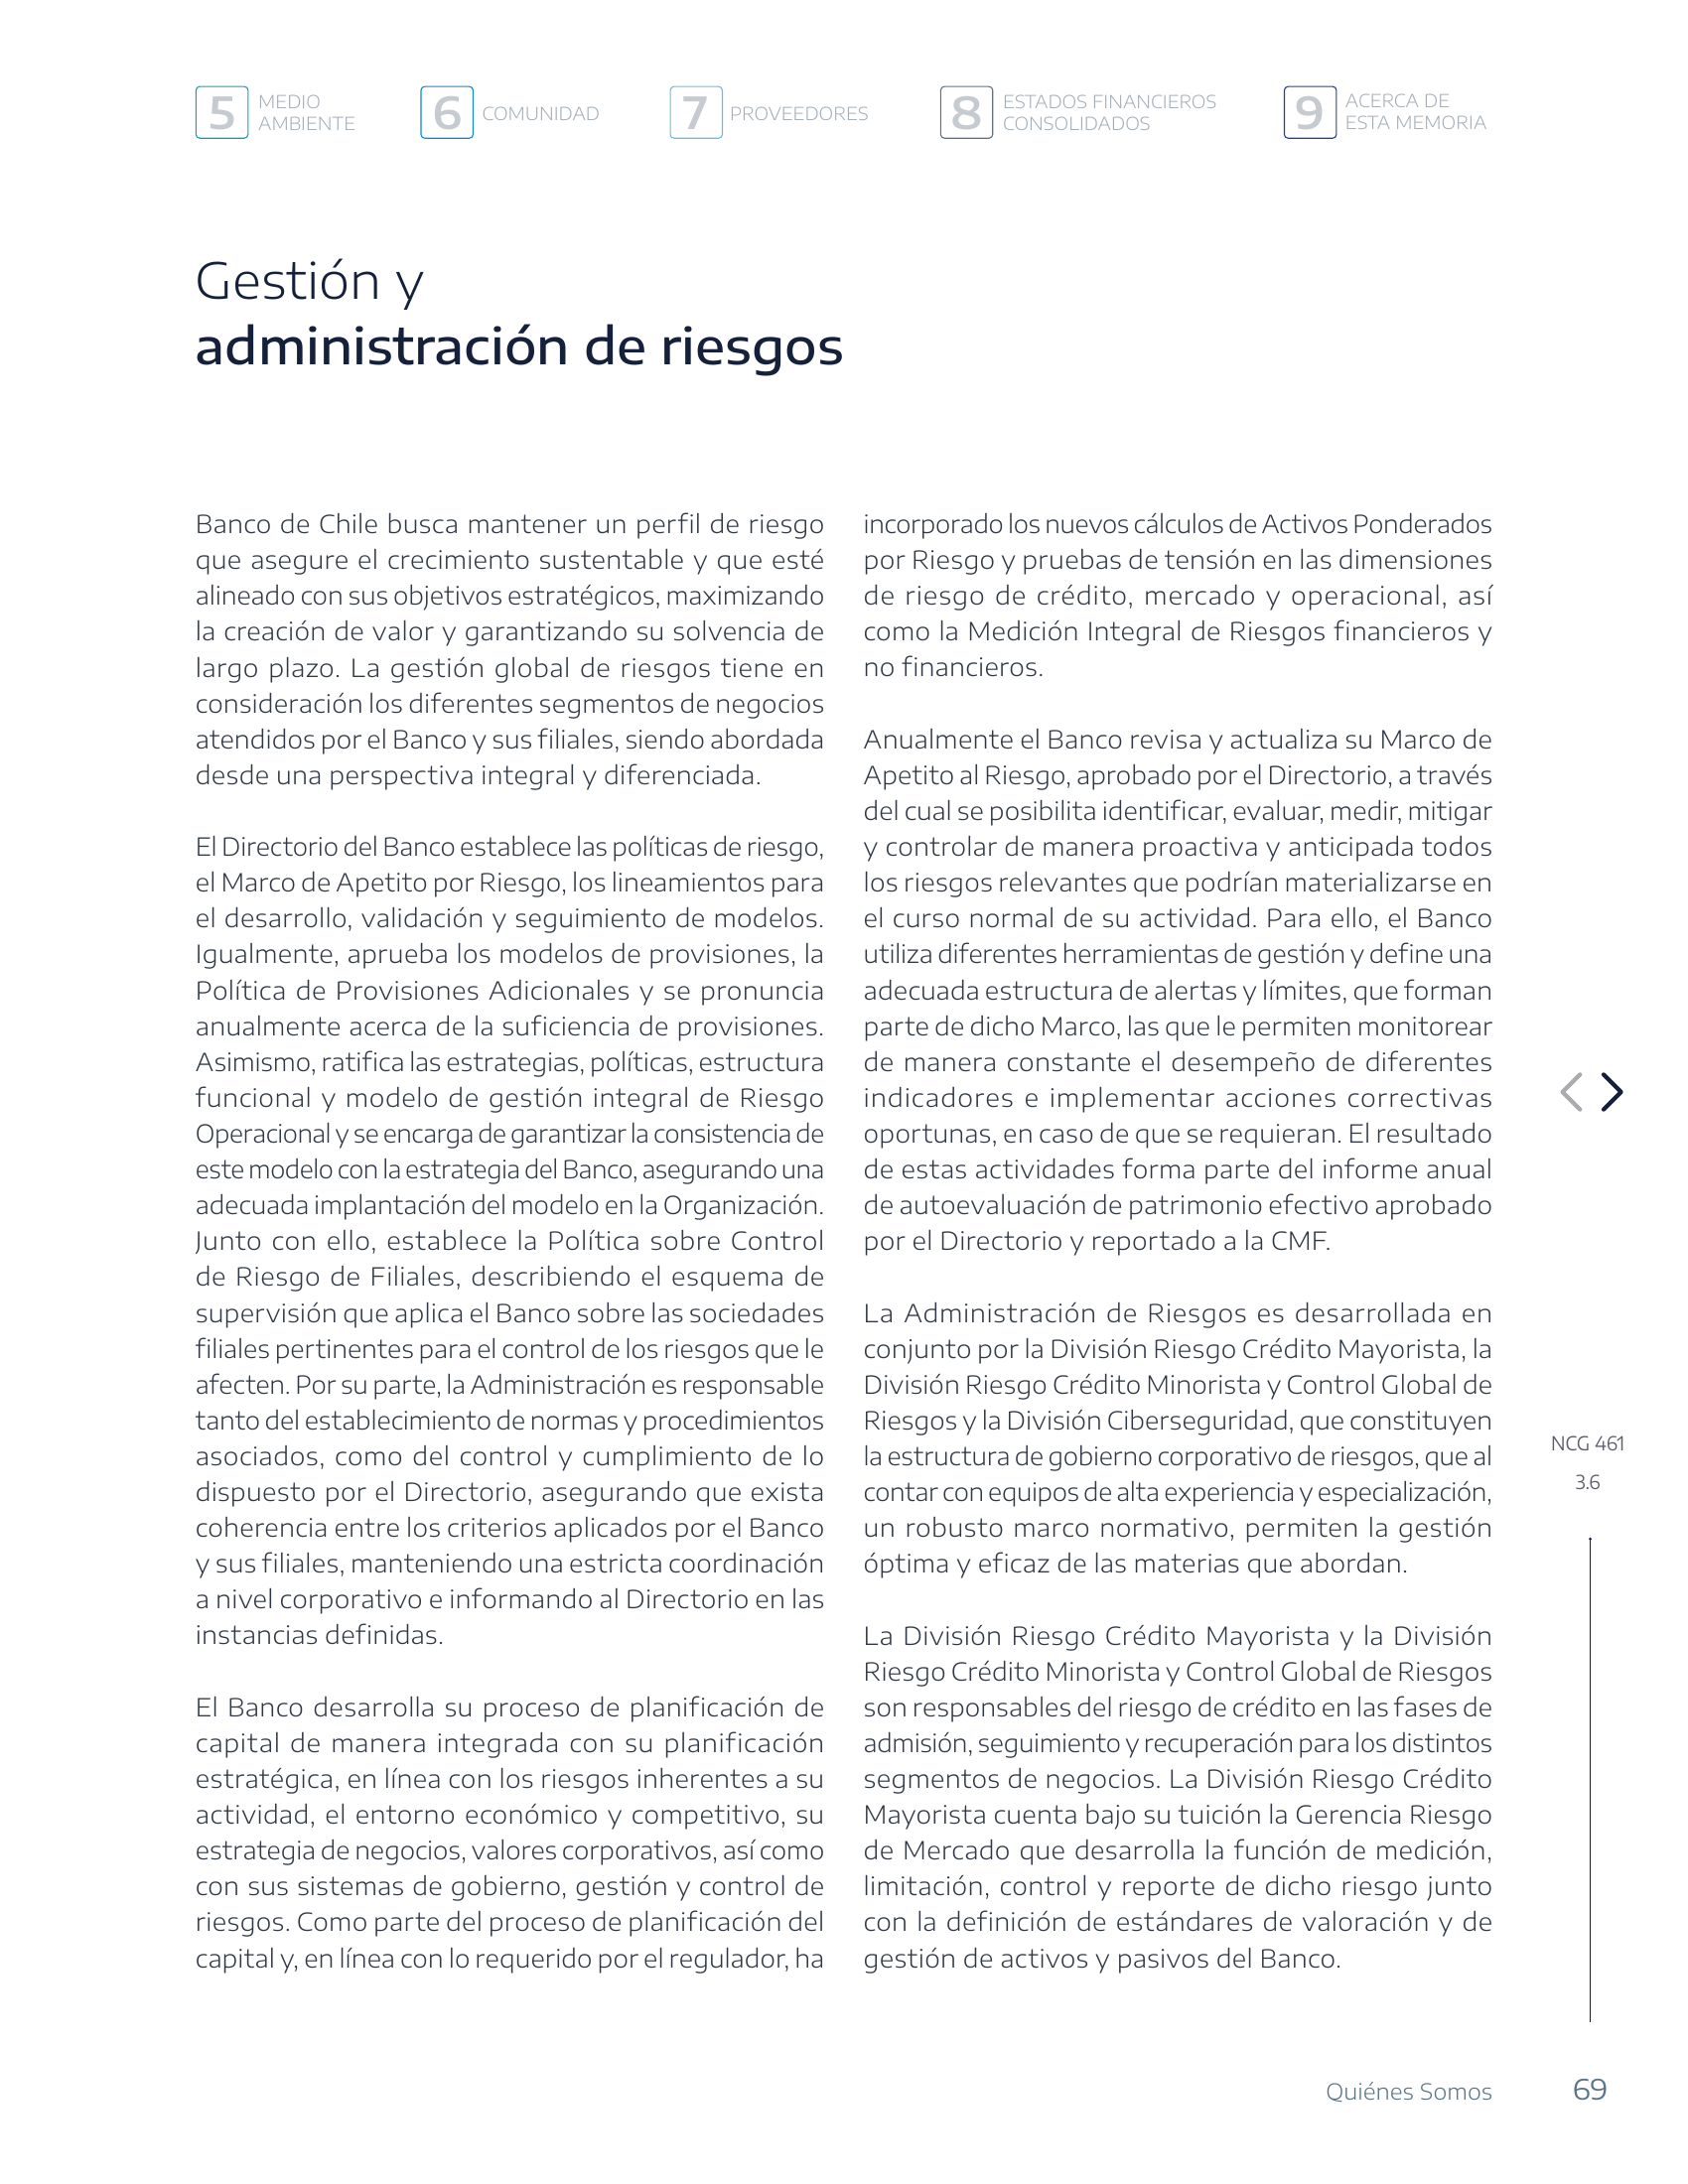 5 MEDIO
AMBIENTE
6 COMUNIDAD
7 PROVEEDORES
8 ESTADOS FINANCIEROS
CONSOLIDADOS
9 ACERCA DE
ESTA MEMORIA
Gestión y
administración de riesgos
Banco de Chile busca mantener un perfil de riesgo
que asegure el crecimiento sustentable y que esté
alineado con sus objetivos estratégicos, maximizando
la creación de valor y garantizando su solvencia de
largo plazo. La gestión global de riesgos tiene en
consideración los diferentes segmentos de negocios
atendidos por el Banco y sus filiales, siendo abordada
desde una perspectiva integral y diferenciada.
El Directorio del Banco establece las políticas de riesgo,
el Marco de Apetito por Riesgo, los lineamientos para
el desarrollo, validación y seguimiento de modelos.
Igualmente, aprueba los modelos de provisiones, la
Política de Provisiones Adicionales y se pronuncia
anualmente acerca de la suficiencia de provisiones.
Asimismo, ratifica las estrategias, políticas, estructura
funcional y modelo de gestión integral de Riesgo
Operacional y se encarga de garantizar la consistencia de
este modelo con la estrategia del Banco, asegurando una
adecuada implantación del modelo en la Organización.
Junto con ello, establece la Política sobre Control
de Riesgo de Filiales, describiendo el esquema de
supervisión que aplica el Banco sobre las sociedades
filiales pertinentes para el control de los riesgos que le
afecten. Por su parte, la Administración es responsable
tanto del establecimiento de normas y procedimientos
asociados, como del control y cumplimiento de lo
dispuesto por el Directorio, asegurando que exista
coherencia entre los criterios aplicados por el Banco
y sus filiales, manteniendo una estricta coordinación
a nivel corporativo e informando al Directorio en las
instancias definidas.
El Banco desarrolla su proceso de planificación de
capital de manera integrada con su planificación
estratégica, en línea con los riesgos inherentes a su
actividad, el entorno económico y competitivo, su
estrategia de negocios, valores corporativos, así como
con sus sistemas de gobierno, gestión y control de
riesgos. Como parte del proceso de planificación del
capital y, en línea con lo requerido por el regulador, ha
incorporado los nuevos cálculos de Activos Ponderados
por Riesgo y pruebas de tensión en las dimensiones
de riesgo de crédito, mercado y operacional, así
como la Medición Integral de Riesgos financieros y
no financieros.
Anualmente el Banco revisa y actualiza su Marco de
Apetito al Riesgo, aprobado por el Directorio, a través
del cual se posibilita identificar, evaluar, medir, mitigar
y controlar de manera proactiva y anticipada todos
los riesgos relevantes que podrían materializarse en
el curso normal de su actividad. Para ello, el Banco
utiliza diferentes herramientas de gestión y define una
adecuada estructura de alertas y límites, que forman
parte de dicho Marco, las que le permiten monitorear
de manera constante el desempeño de diferentes
indicadores e implementar acciones correctivas
oportunas, en caso de que se requieran. El resultado
de estas actividades forma parte del informe anual
de autoevaluación de patrimonio efectivo aprobado
por el Directorio y reportado a la CMF.
La Administración de Riesgos es desarrollada en
conjunto por la División Riesgo Crédito Mayorista, la
División Riesgo Crédito Minorista y Control Global de
Riesgos y la División Ciberseguridad, que constituyen
la estructura de gobierno corporativo de riesgos, que al
contar con equipos de alta experiencia y especialización,
un robusto marco normativo, permiten la gestión
óptima y eficaz de las materias que abordan.
La División Riesgo Crédito Mayorista y la División
Riesgo Crédito Minorista y Control Global de Riesgos
son responsables del riesgo de crédito en las fases de
admisión, seguimiento y recuperación para los distintos
segmentos de negocios. La División Riesgo Crédito
Mayorista cuenta bajo su tuición la Gerencia Riesgo
de Mercado que desarrolla la función de medición,
limitación, control y reporte de dicho riesgo junto
con la definición de estándares de valoración y de
gestión de activos y pasivos del Banco.
NCG 461
3.6
Quiénes Somos 69